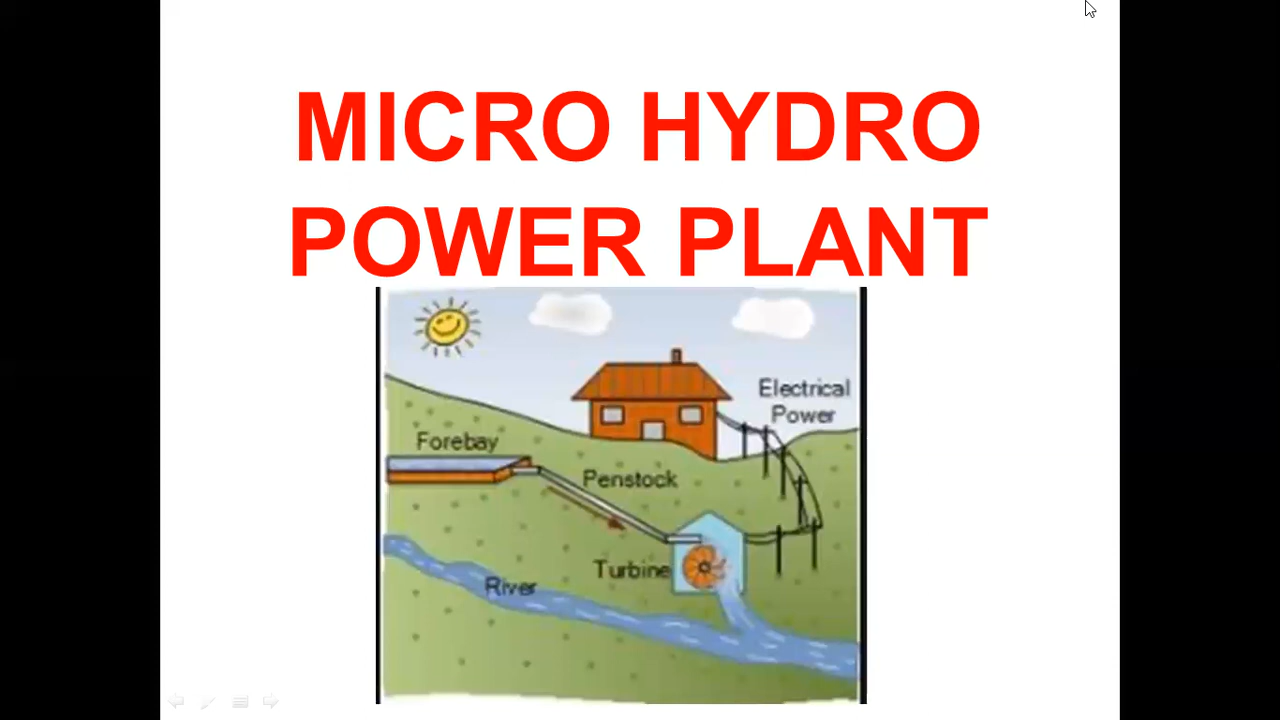 MICRO HYDRO
POWER PLANT
Electrical
Power
Forebay
Penstock
Turbine
River